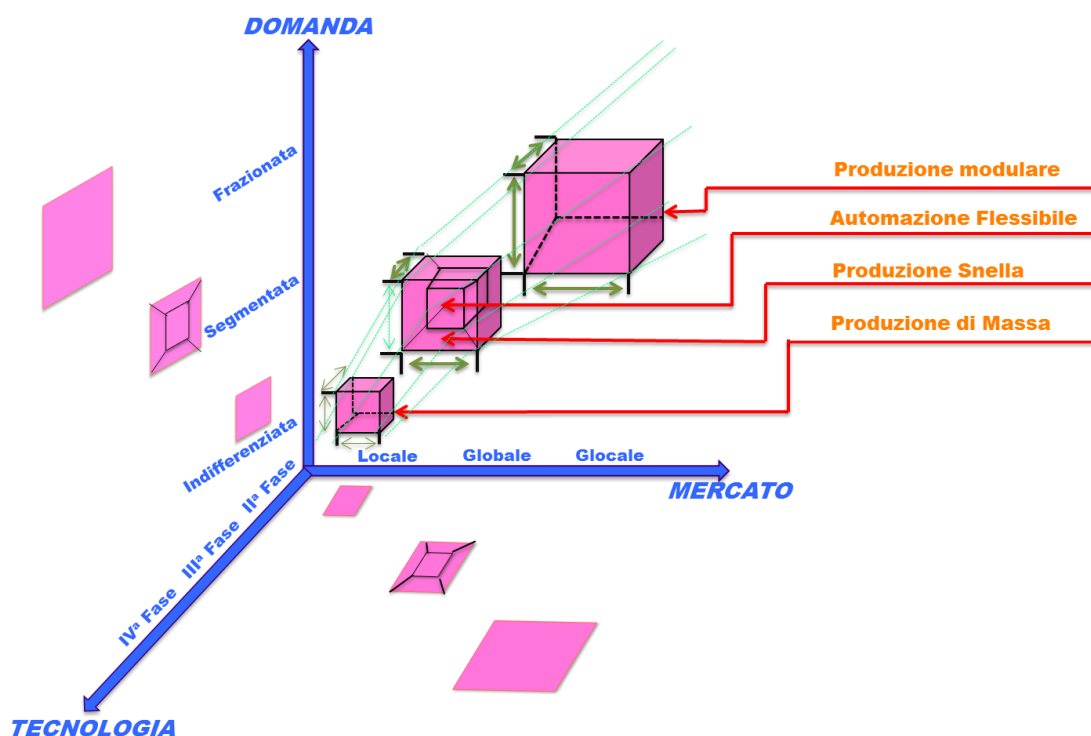 DOMANDA
Frazionata
Segmentata
Indifferenziata
Produzione modulare
Automazione Flessibile
Produzione Snella
Produzione di Massa
Locale
Globale
Glocale
MERCATO
IIª Fase
IIIª Fase
IVª Fase
TECNOLOGIA